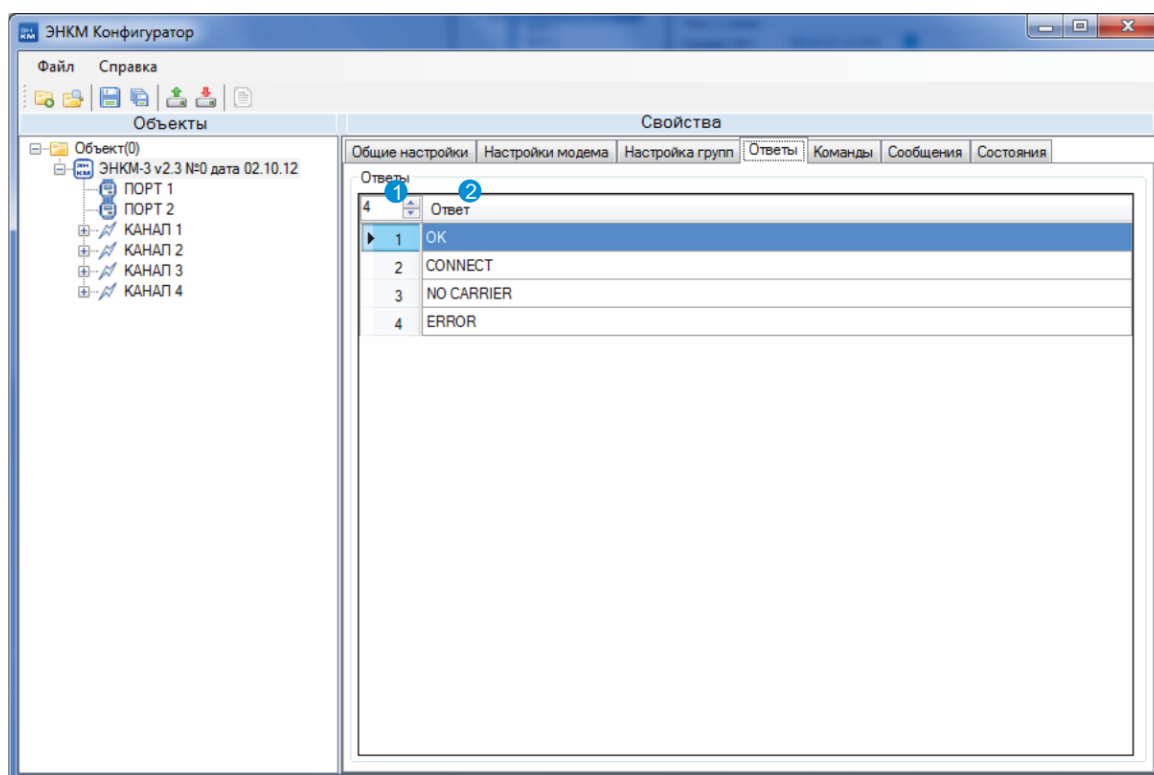 ЭНКМ Конфигуратор
Файл Справка
Объекты
Свойства
Объект(0)
ЭНКМ-3 v2.3 №0 дата 02.10.12
ПОРТ 1
ПОРТ 2
КАНАЛ 1
КАНАЛ 2
КАНАЛ 3
КАНАЛ 4
Общие настройки Настройки модема Настройка групп Ответы Команды Сообщения Состояния
Ответы
1 2
4 Ответ
1 OK
2 CONNECT
3 NO CARRIER
4 ERROR